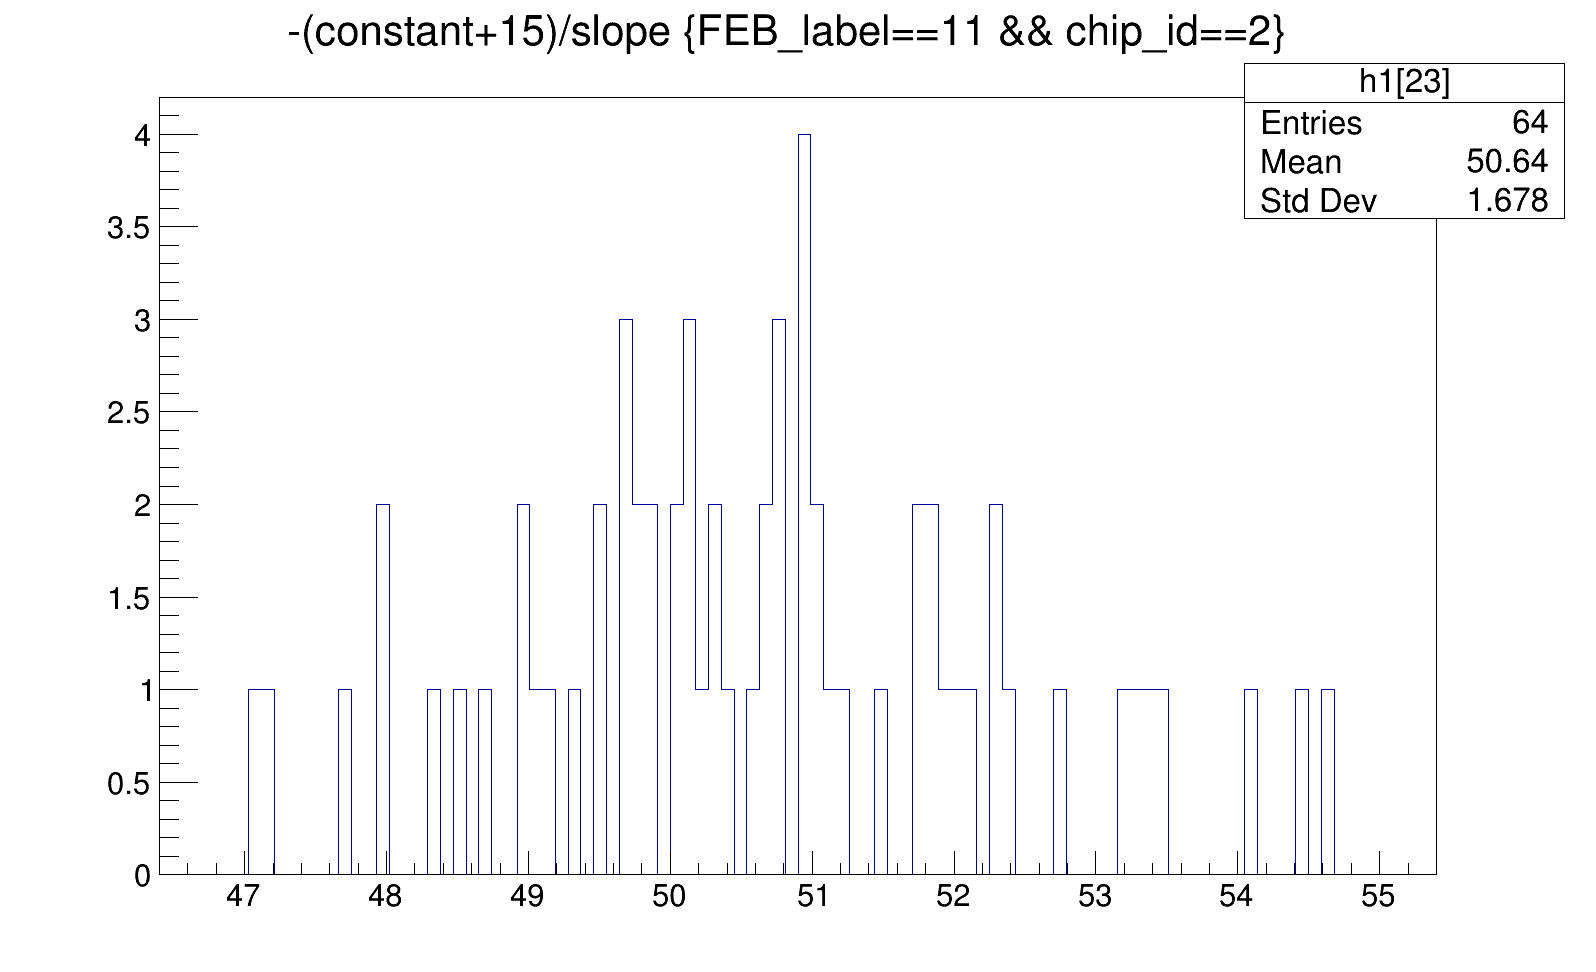 -(constant+15)/slope {FEB_label==11 && chip_id==2}
h1[23]
Entries 64
Mean 50.64
Std Dev 1.678
4
3.5
3
2.5
2
1.5
1
0.5
0
47 48 49 50 51 52 53 54 55